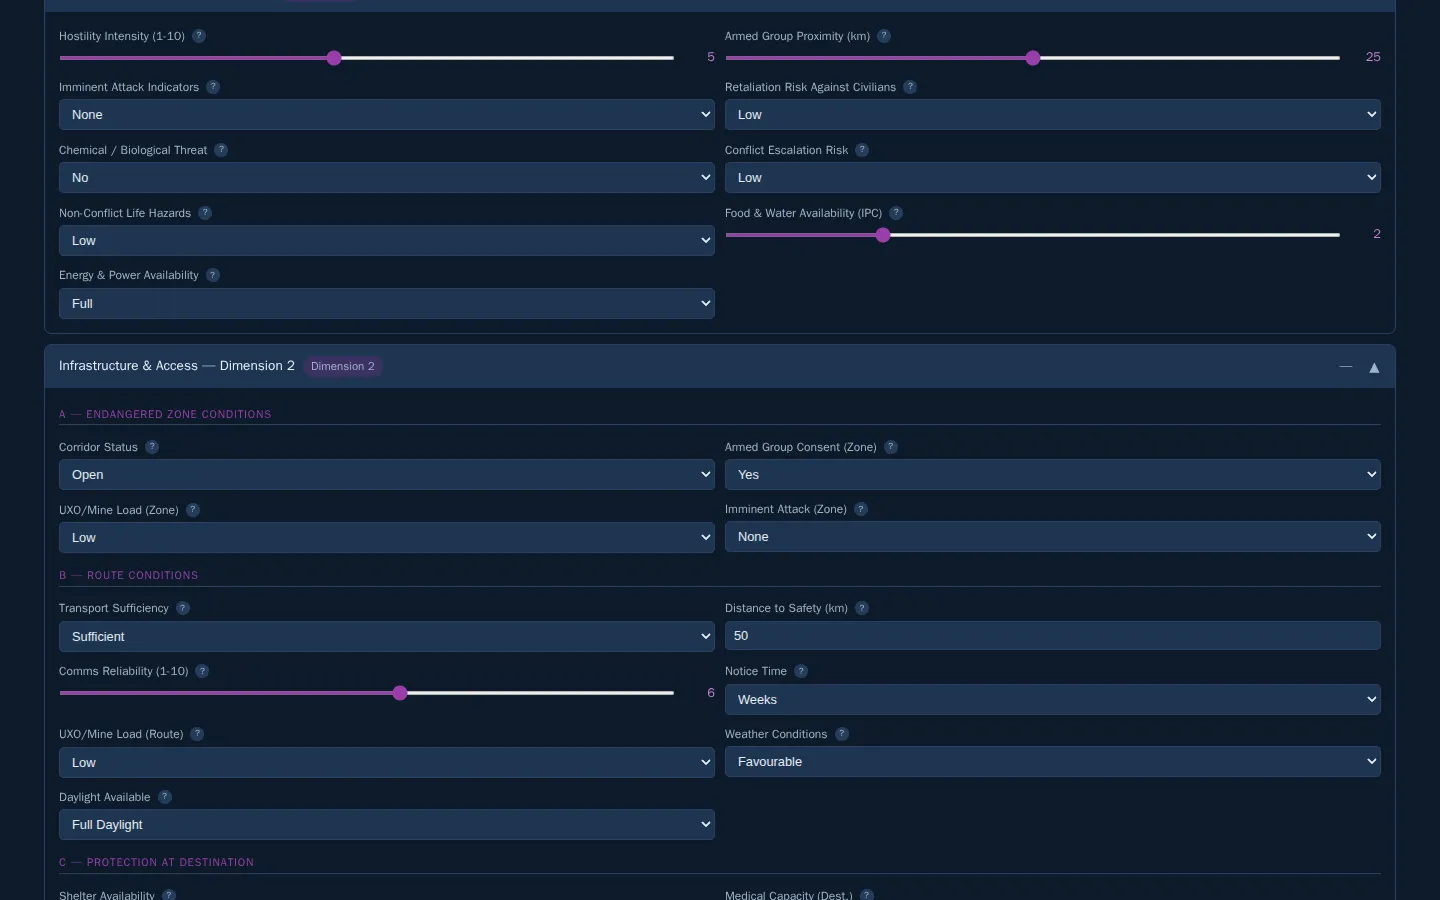 Hostility Intensity (1-10) ? Armed Group Proximity (km) ?
5 25
Imminent Attack Indicators ? Retaliation Risk Against Civilians ?
None Low
Chemical / Biological Threat ? Conflict Escalation Risk ?
No Low
Non-Conflict Life Hazards ? Food & Water Availability (IPC) ?
Low 2
Energy & Power Availability ?
Full
Infrastructure & Access — Dimension 2 Dimension 2 — ▲
A — ENDANGERED ZONE CONDITIONS
Corridor Status ? Armed Group Consent (Zone) ?
Open Yes
UXO/Mine Load (Zone) ? Imminent Attack (Zone) ?
Low None
B — ROUTE CONDITIONS
Transport Sufficiency ? Distance to Safety (km) ?
Sufficient 50
Comms Reliability (1-10) ? Notice Time ?
6 Weeks
UXO/Mine Load (Route) ? Weather Conditions ?
Low Favourable
Daylight Available ?
Full Daylight
C — PROTECTION AT DESTINATION
Shelter Availability ? Medical Capacity (Dest.) ?